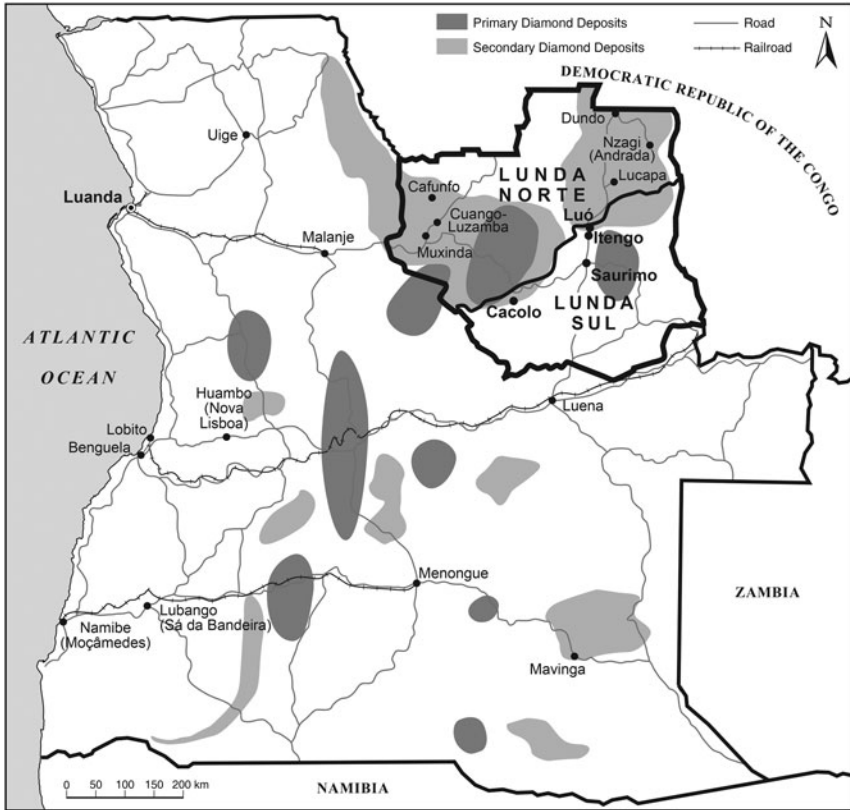 Primary Diamond Deposits
Road
N
Secondary Diamond Deposits
Railroad
DEMOCRATIC REPUBLIC OF THE CONGO
Dundo
Uige
Nzagi
(Andrada)
LUNDA
NORTE
Lucapa
Cafunfo
Luanda
Cuango-
Luzamba
Luó
Itengo
Muxinda
Malanje
Saurimo
Cacolo
LUNDA
SUL
ATLANTIC
OCEAN
Huambo
(Nova
Lisboa)
Luena
Lobito
Benguela
Menongue
ZAMBIA
Lubango
(Sá da Bandeira)
Namibe
(Moçâmedes)
Mavinga
0 50 100 150 200 km
NAMIBIA